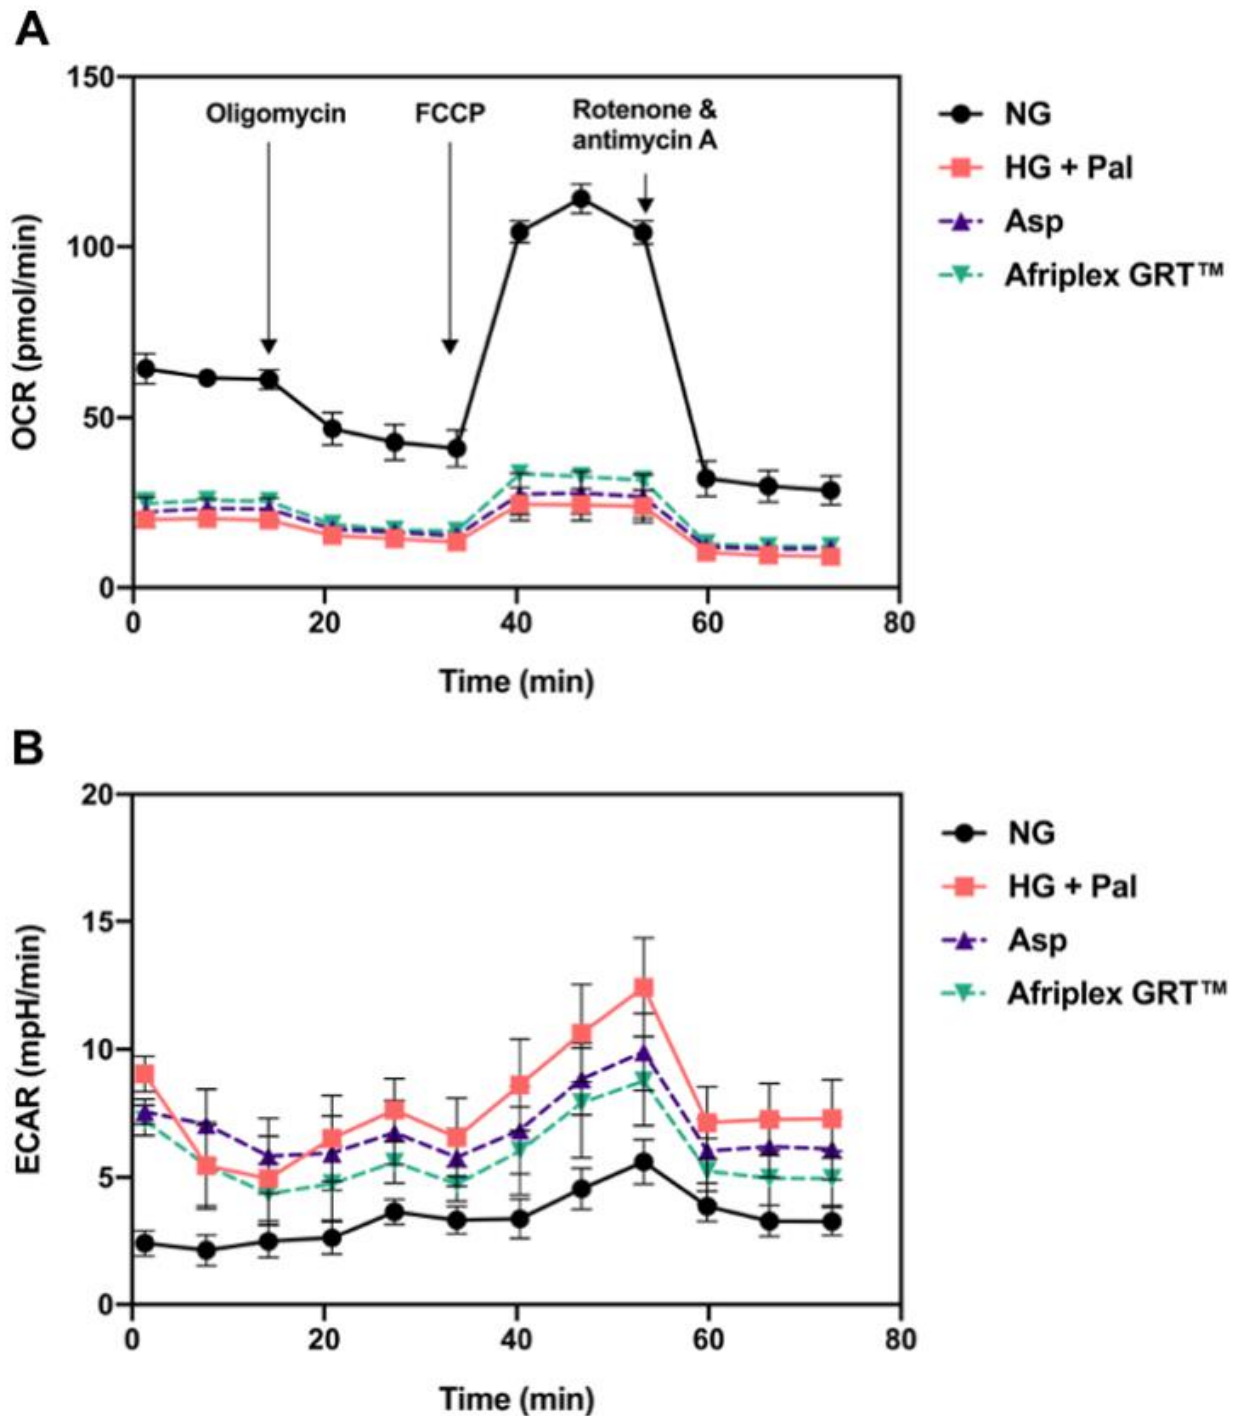 A
150
Oligomycin
FCCP
Rotenone &
antimycin A
NG
HG + Pal
Asp
Afriplex GRT™
100
50
0
OCR (pmol/min)
0 20 40 60 80
Time (min)
B
20
NG
HG + Pal
Asp
Afriplex GRT™
15
10
5
0
ECAR (mpH/min)
0 20 40 60 80
Time (min)